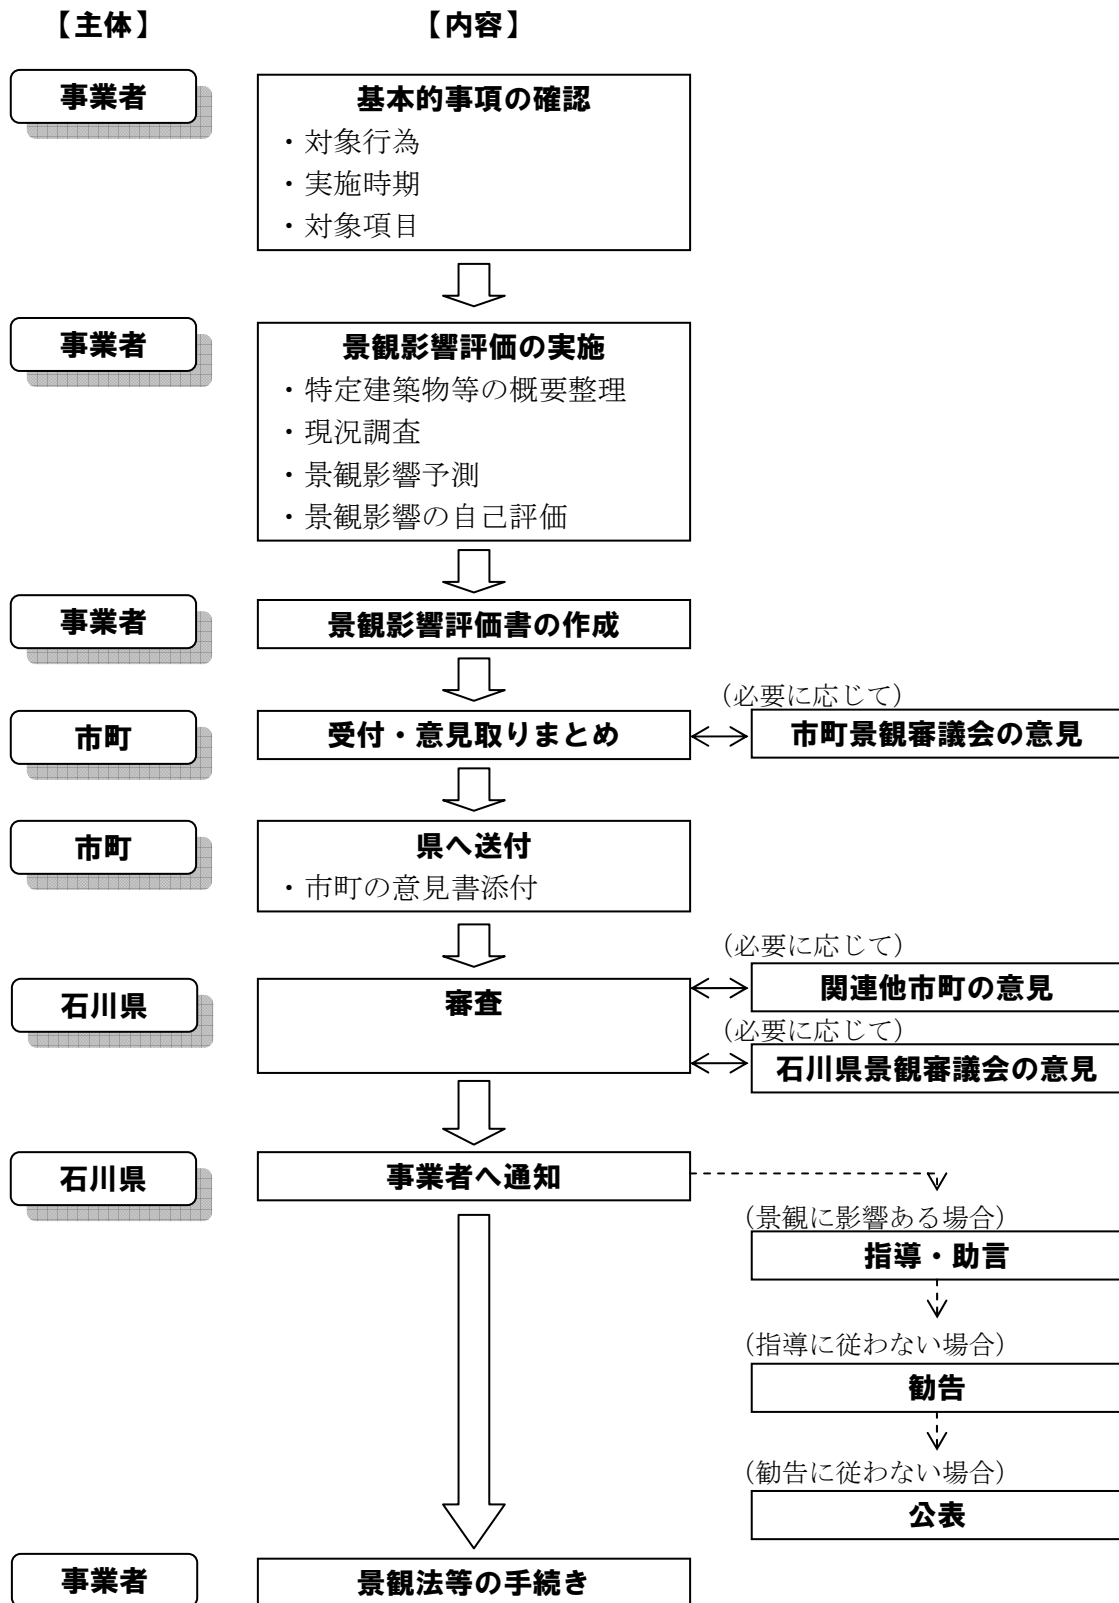 【主体】 【内容】
事業者 基本的事項の確認
・対象行為
・実施時期
・対象項目
事業者 景観影響評価の実施
・特定建築物等の概要整理
・現況調査
・景観影響予測
・景観影響の自己評価
事業者 景観影響評価書の作成
(必要に応じて)
市町 受付・意見取りまとめ 市町景観審議会の意見
市町 県へ送付
・市町の意見書添付
(必要に応じて)
石川県 審査 関連他市町の意見
(必要に応じて)
石川県景観審議会の意見
石川県 事業者へ通知
(景観に影響ある場合)
指導・助言
(指導に従わない場合)
勧告
(勧告に従わない場合)
公表
事業者 景観法等の手続き